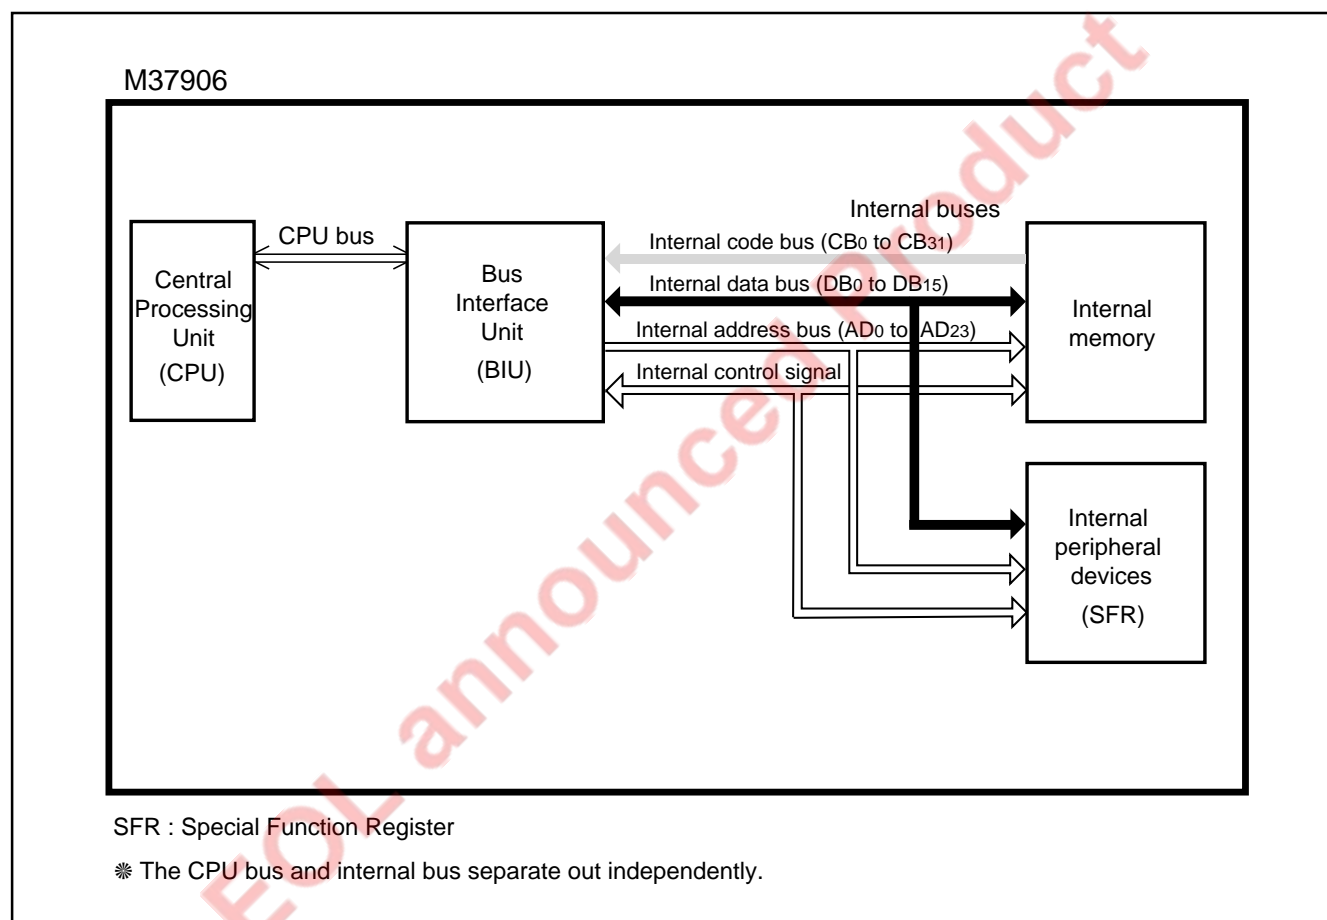 M37906
Internal buses
CPU bus
Internal code bus (CB0 to CB31)
Internal data bus (DB0 to DB15)
Internal address bus (AD0 to AD23)
Internal control signal
Central
Processing
Unit
(CPU)
Bus
Interface
Unit
(BIU)
Internal
memory
Internal
peripheral
devices
(SFR)
SFR : Special Function Register
❋ The CPU bus and internal bus separate out independently.
EOL announced Product